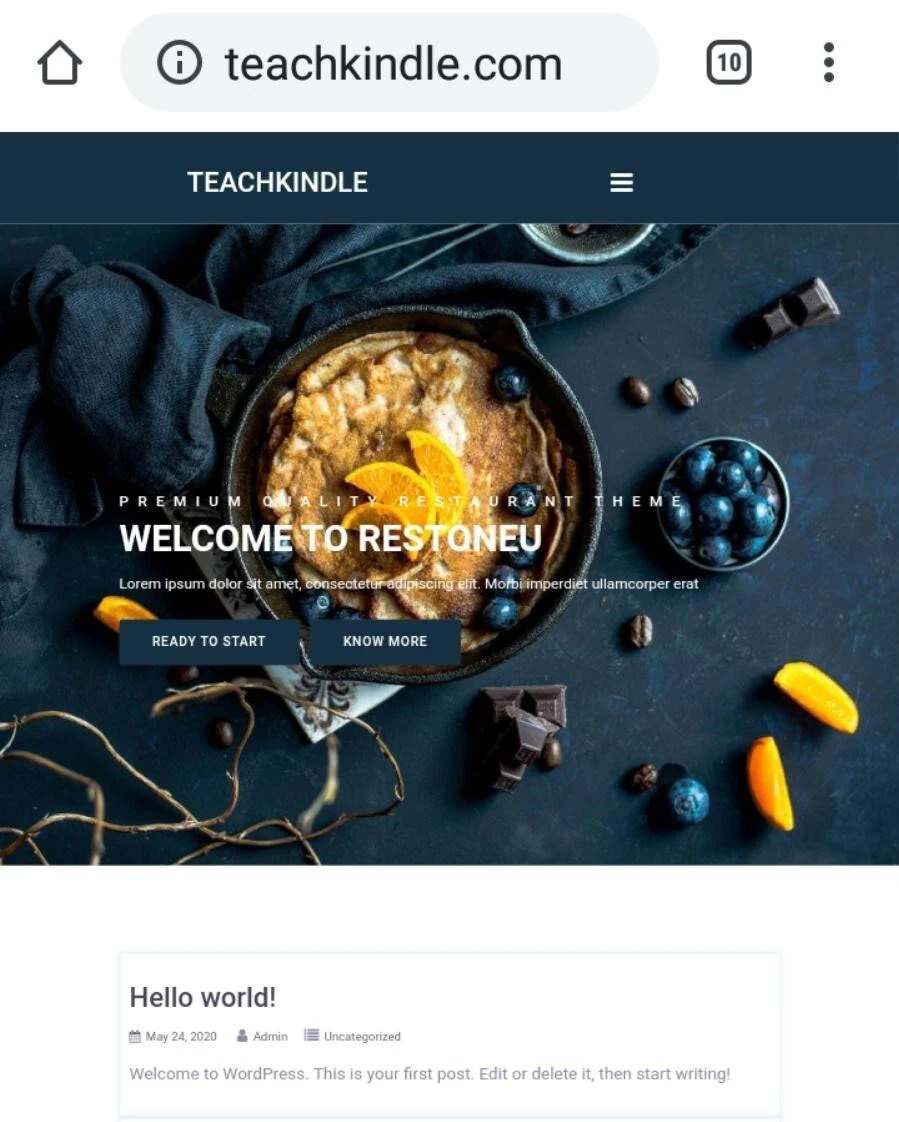 teachkindle.com
10
TEACHKINDLE
PREMIUM QUALITY RESTAURANT THEME
WELCOME TO RESTONEU
Lorem ipsum dolor sit amet, consectetur adipiscing elit. Morbi imperdiet ullamcorper erat
READY TO START KNOW MORE
Hello world!
May 24, 2020 Admin Uncategorized
Welcome to WordPress. This is your first post. Edit or delete it, then start writing!